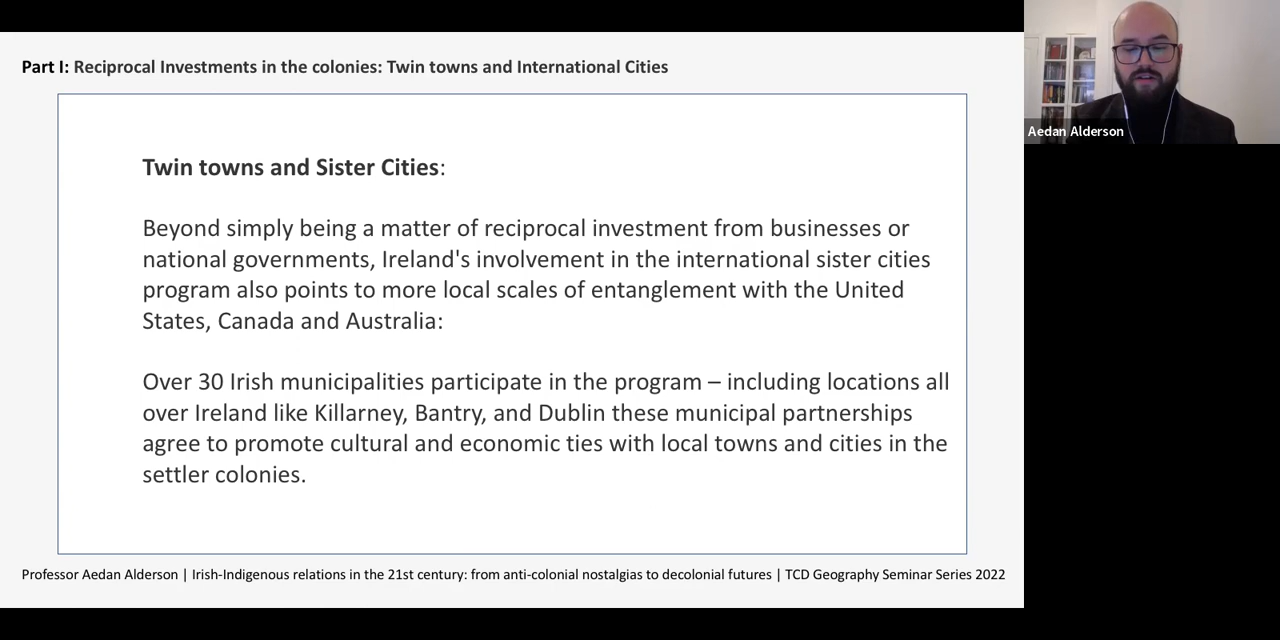 Part I: Reciprocal Investments in the colonies: Twin towns and International Cities
Twin towns and Sister Cities:
Beyond simply being a matter of reciprocal investment from businesses or
national governments, Ireland's involvement in the international sister cities
program also points to more local scales of entanglement with the United
States, Canada and Australia:
Over 30 Irish municipalities participate in the program – including locations all
over Ireland like Killarney, Bantry, and Dublin these municipal partnerships
agree to promote cultural and economic ties with local towns and cities in the
settler colonies.
Professor Aedan Alderson | Irish-Indigenous relations in the 21st century: from anti-colonial nostalgias to decolonial futures | TCD Geography Seminar Series 2022
Aedan Alderson